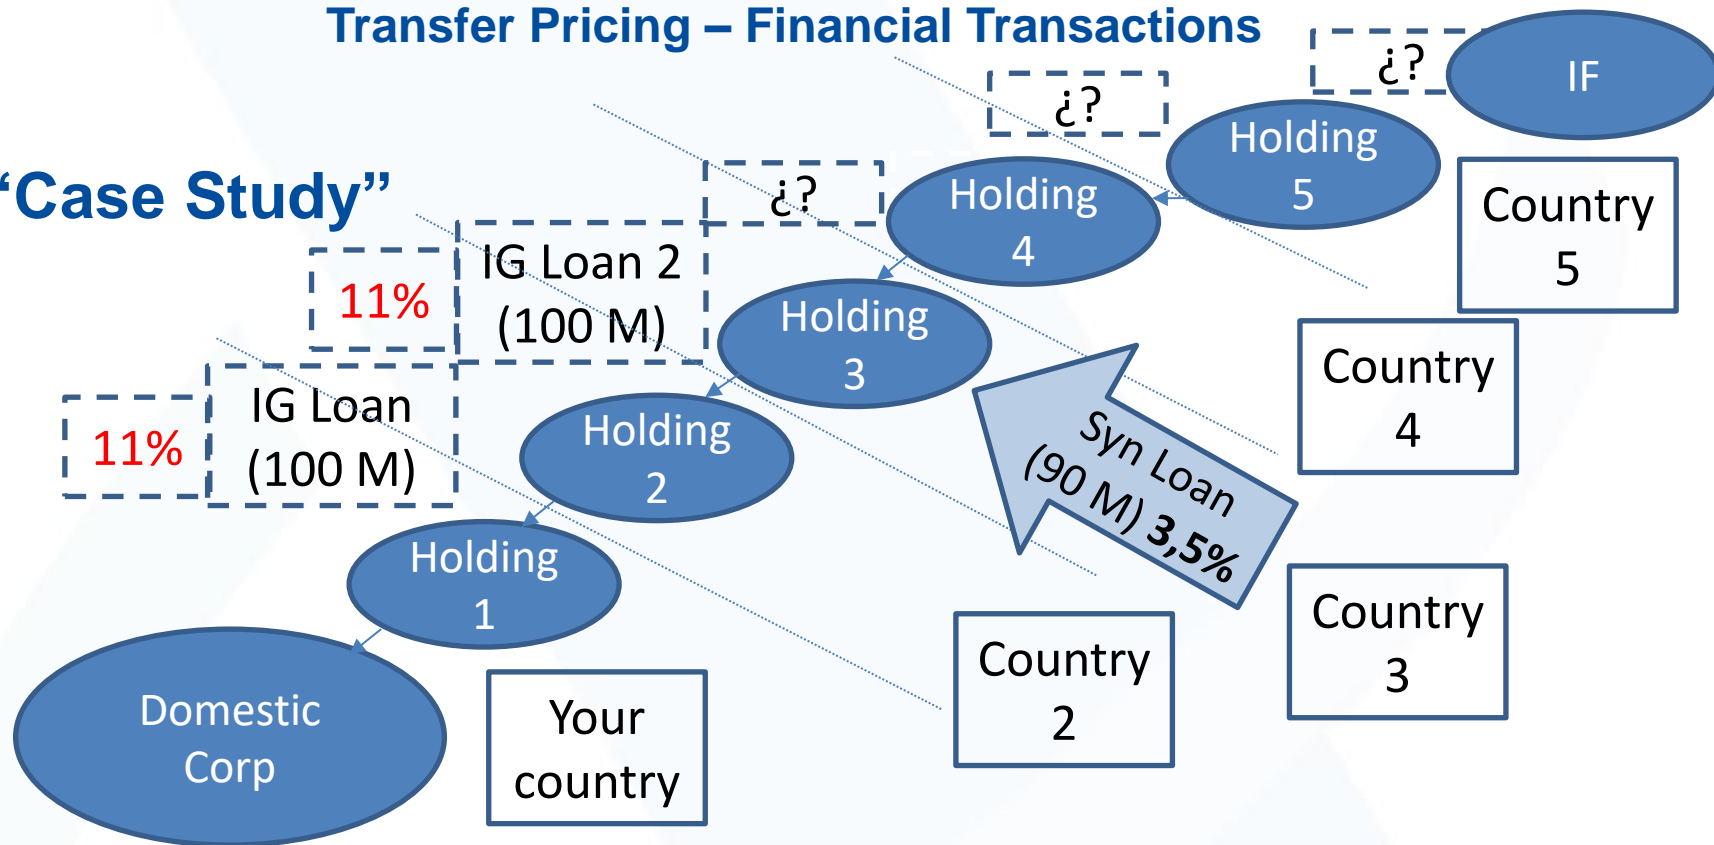 Transfer Pricing – Financial Transactions
“Case Study”
¿?
IF
¿?
Holding
5
Country
5
¿?
Holding
4
Country
4
11%
IG Loan 2
(100 M)
Holding
3
Syn Loan
(90 M) 3,5%
Country
3
11%
IG Loan
(100 M)
Holding
2
Country
2
Holding
1
Your
country
Domestic
Corp